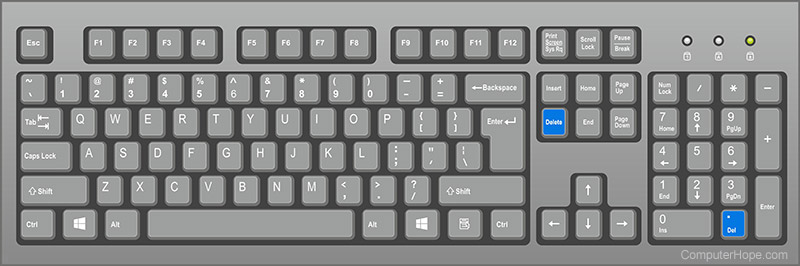 Esc F1 F2 F3 F4 F5 F6 F7 F8 F9 F10 F11 F12 Print Screen Sys Rq Scroll Lock Pause Break
~ ` ! 1 @ 2 # 3 $ 4 % 5 ^ 6 & 7 * 8 ( 9 ) 0 - + = ←Backspace Insert Home Page Up Num Lock / * -
Tab Q W E R T Y U I O P { [ } ] Enter Delete End Page Down 7 Home 8 ↑ 9 PgUp +
Caps Lock A S D F G H J K L : ; " ' | \ 4 ← 5 6 →
Shift Z X C V B N M < , > . ? / Shift ↑ 1 End 2 ↓ 3 PgDn Enter
Ctrl Alt Alt Ctrl ← ↓ → 0 Ins . Del
ComputerHope.com